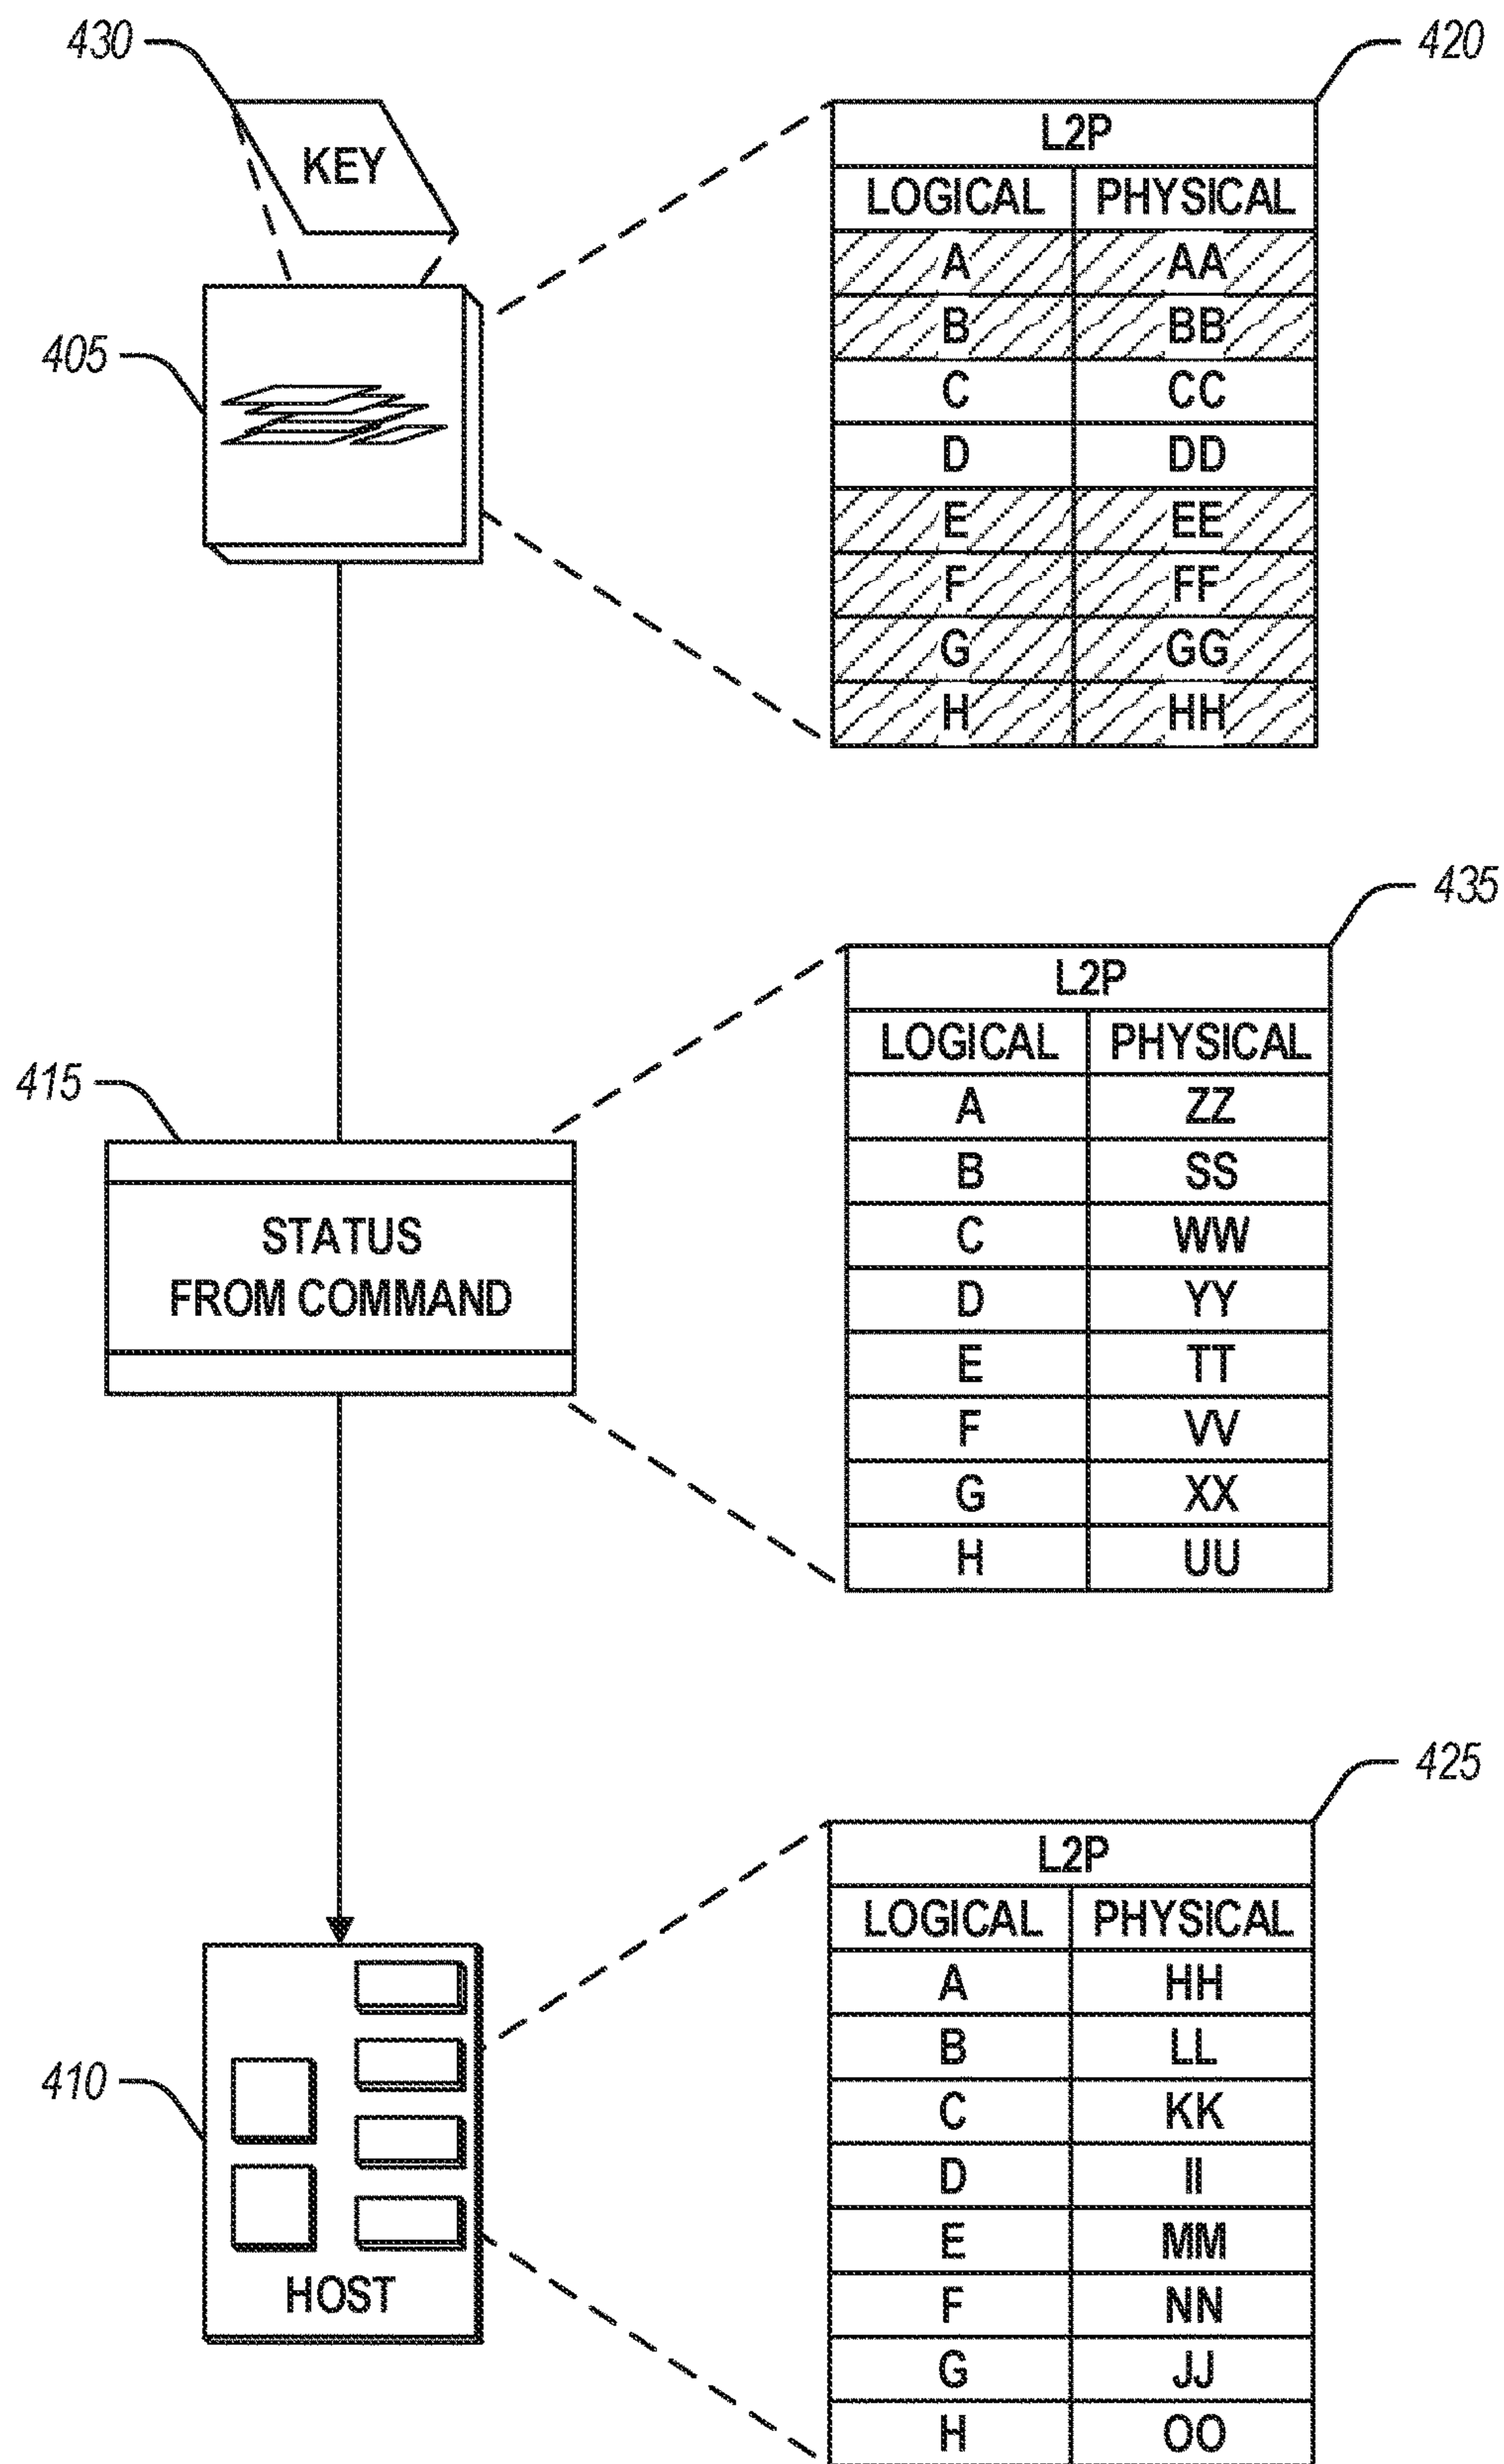 430
420
KEY
L2P
LOGICAL PHYSICAL
A AA
B BB
C CC
D DD
E EE
F FF
G GG
H HH
405
435
L2P
LOGICAL PHYSICAL
A ZZ
B SS
C WW
D YY
E TT
F VV
G XX
H UU
415
STATUS
FROM COMMAND
425
L2P
LOGICAL PHYSICAL
A HH
B LL
C KK
D II
E MM
F NN
G JJ
H OO
410
HOST